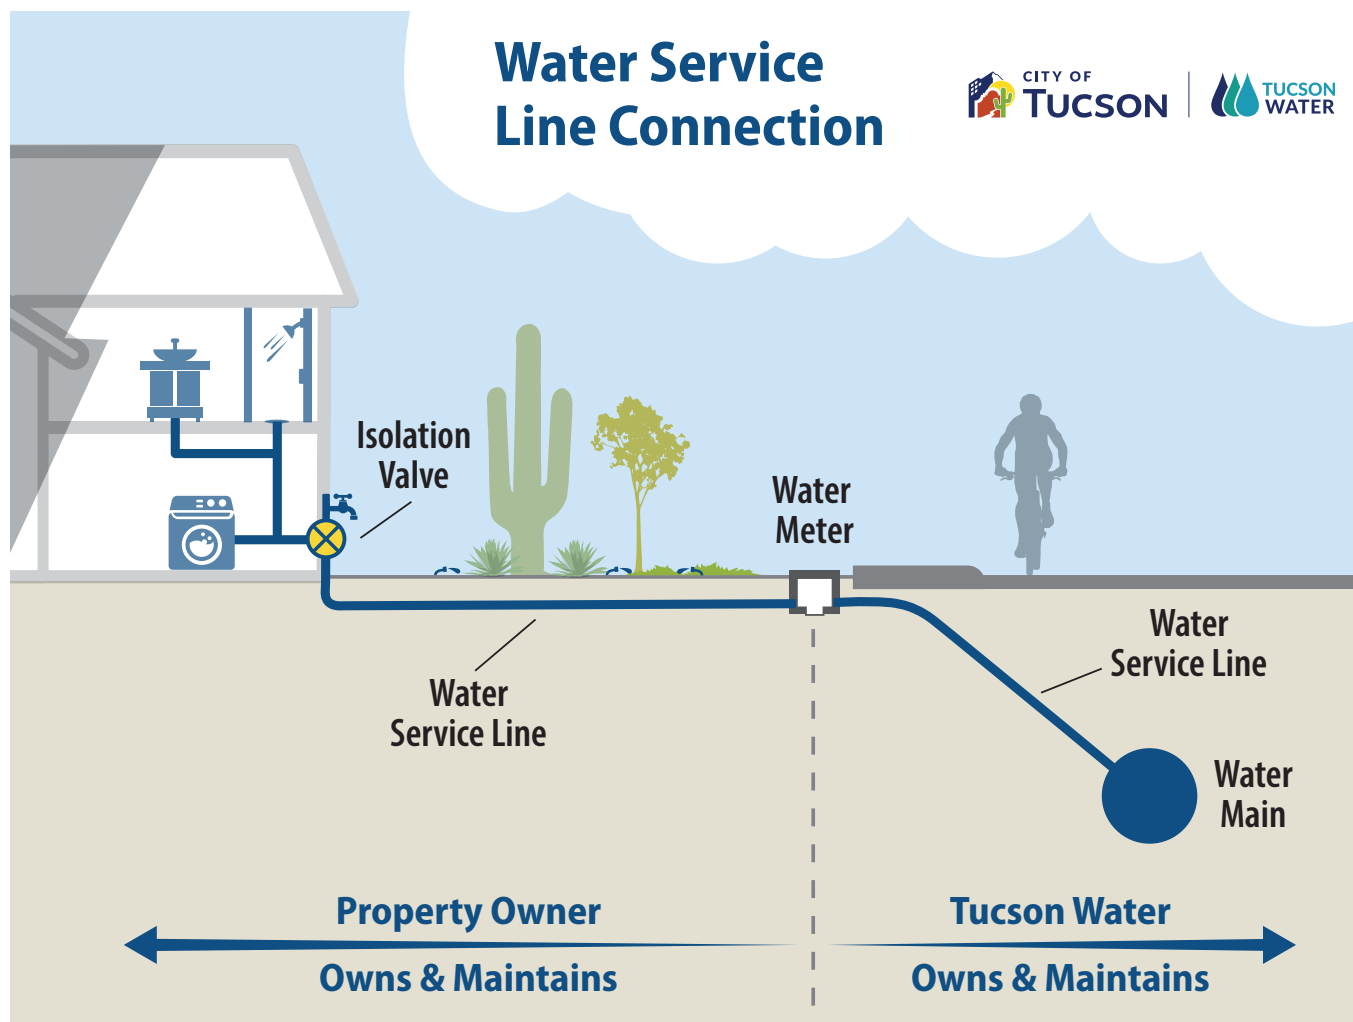 Water Service
Line Connection
CITY OF
TUCSON
TUCSON
WATER
Isolation
Valve
Water
Meter
Water
Service Line
Water
Service Line
Water
Main
Property Owner
Owns & Maintains
Tucson Water
Owns & Maintains